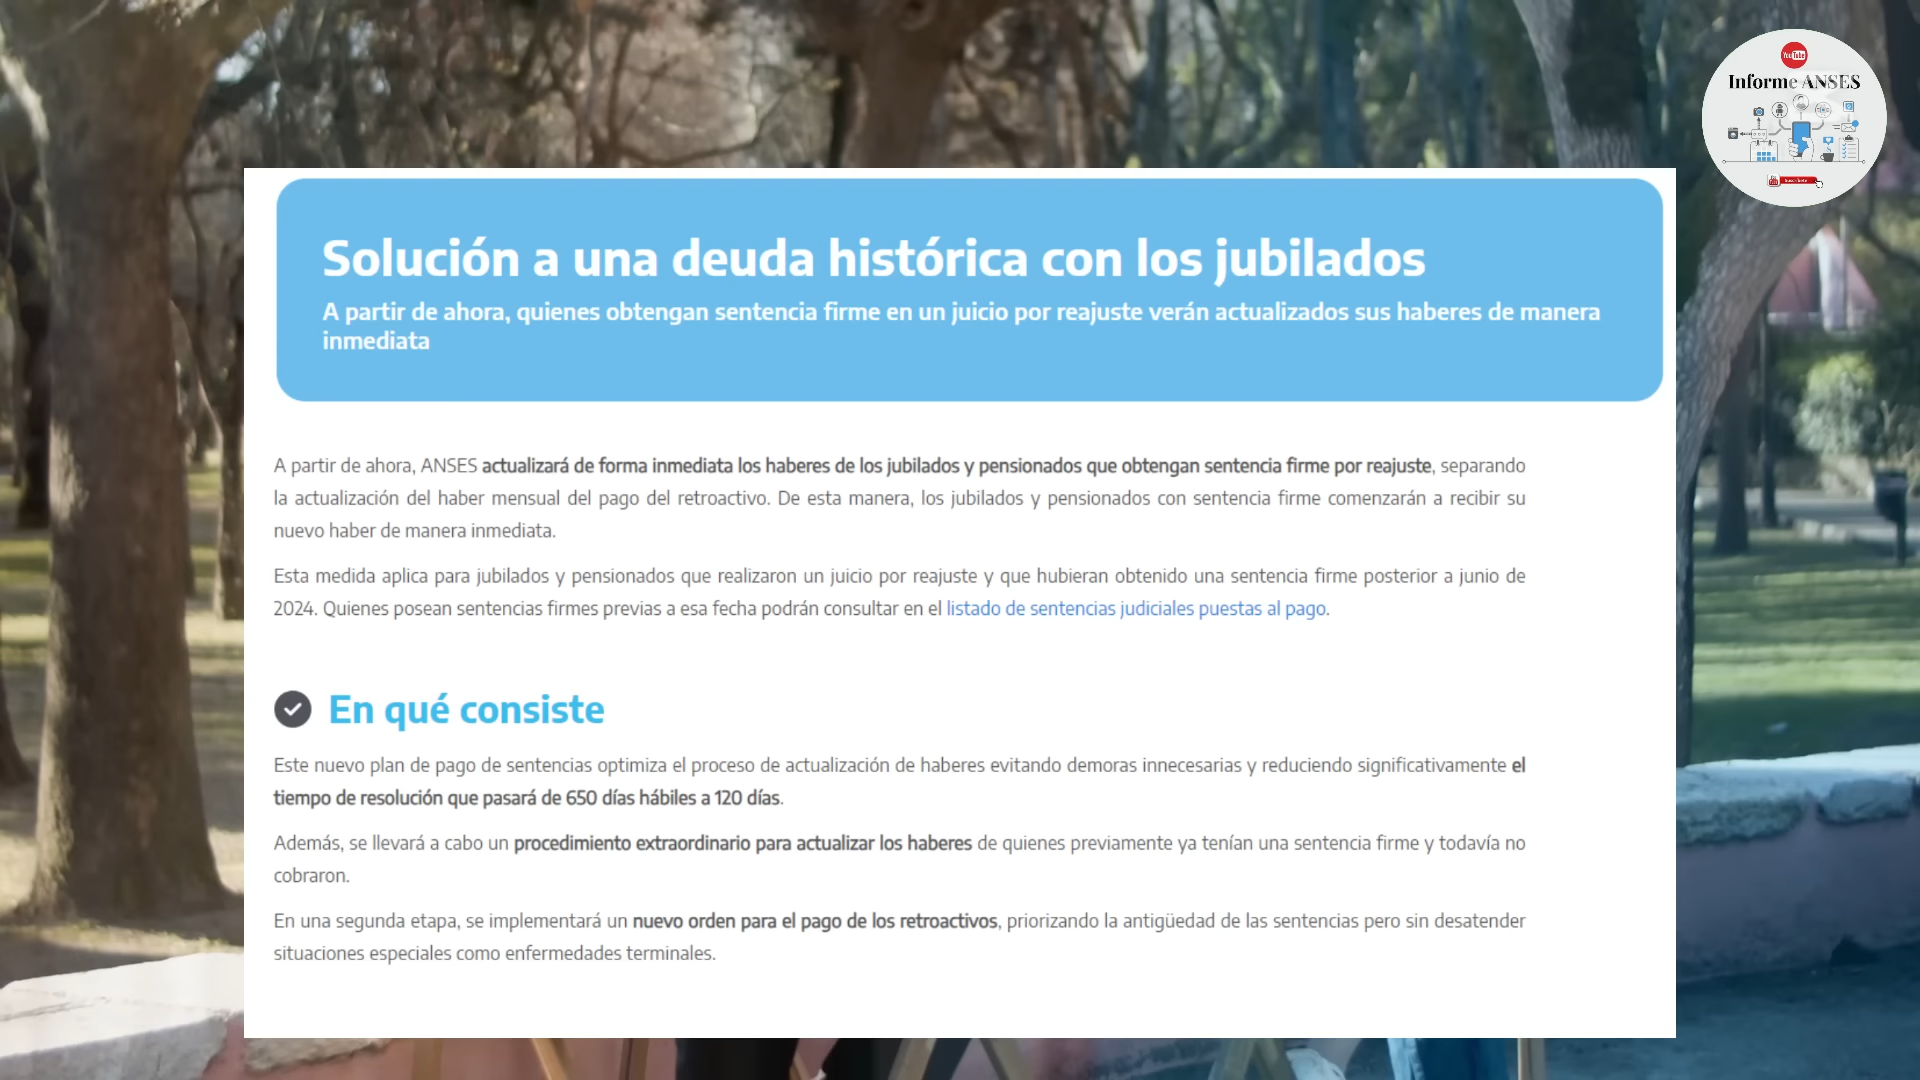 YouTube
Informe ANSES
Suscríbete
Solución a una deuda histórica con los jubilados
A partir de ahora, quienes obtengan sentencia firme en un juicio por reajuste verán actualizados sus haberes de manera
inmediata
A partir de ahora, ANSES actualizará de forma inmediata los haberes de los jubilados y pensionados que obtengan sentencia firme por reajuste, separando
la actualización del haber mensual del pago del retroactivo. De esta manera, los jubilados y pensionados con sentencia firme comenzarán a recibir su
nuevo haber de manera inmediata.
Esta medida aplica para jubilados y pensionados que realizaron un juicio por reajuste y que hubieran obtenido una sentencia firme posterior a junio de
2024. Quienes posean sentencias firmes previas a esa fecha podrán consultar en el listado de sentencias judiciales puestas al pago.
En qué consiste
Este nuevo plan de pago de sentencias optimiza el proceso de actualización de haberes evitando demoras innecesarias y reduciendo significativamente el
tiempo de resolución que pasará de 650 días hábiles a 120 días.
Además, se llevará a cabo un procedimiento extraordinario para actualizar los haberes de quienes previamente ya tenían una sentencia firme y todavía no
cobraron.
En una segunda etapa, se implementará un nuevo orden para el pago de los retroactivos, priorizando la antigüedad de las sentencias pero sin desatender
situaciones especiales como enfermedades terminales.